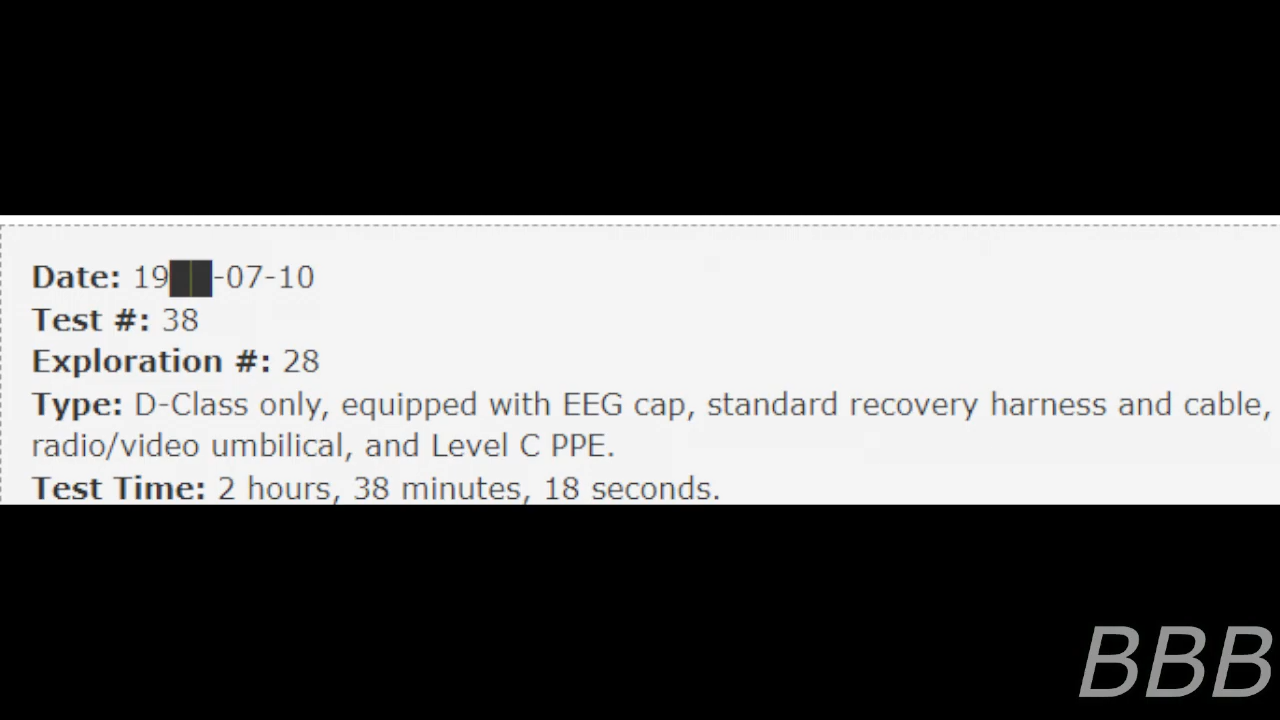 Date: 19██-07-10
Test #: 38
Exploration #: 28
Type: D-Class only, equipped with EEG cap, standard recovery harness and cable,
radio/video umbilical, and Level C PPE.
Test Time: 2 hours, 38 minutes, 18 seconds.
BBB